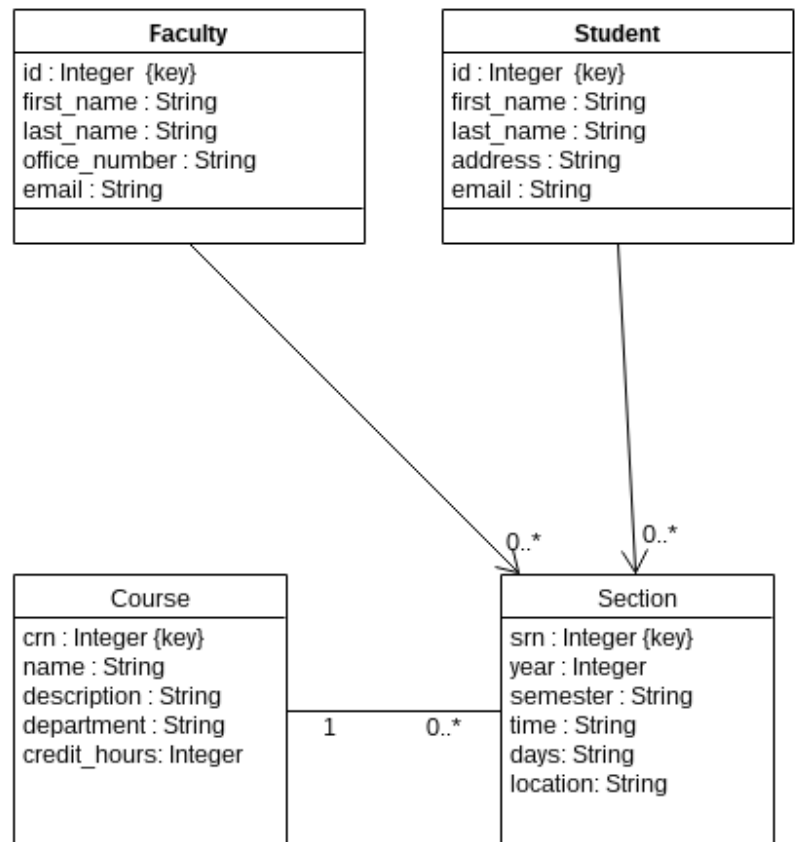 Faculty
id : Integer  {key}
first_name : String
last_name : String
office_number : String
email : String
Student
id : Integer  {key}
first_name : String
last_name : String
address : String
email : String
0..*
0..*
Course
crn : Integer {key}
name : String
description : String
department : String
credit_hours: Integer
1
0..*
Section
srn : Integer {key}
year : Integer
semester : String
time : String
days: String
location: String